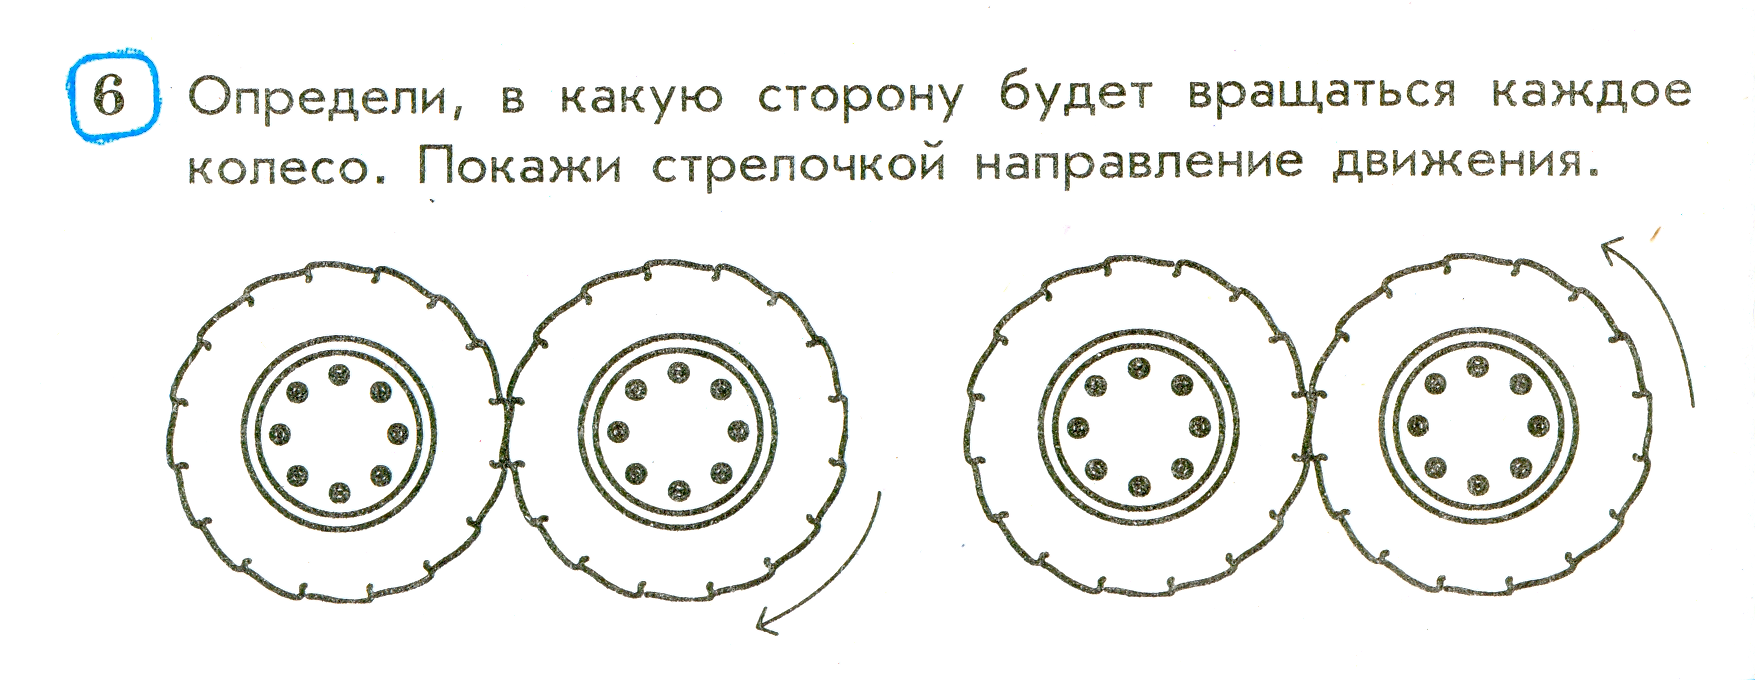 6 Определи, в какую сторону будет вращаться каждое
колесо. Покажи стрелочкой направление движения.